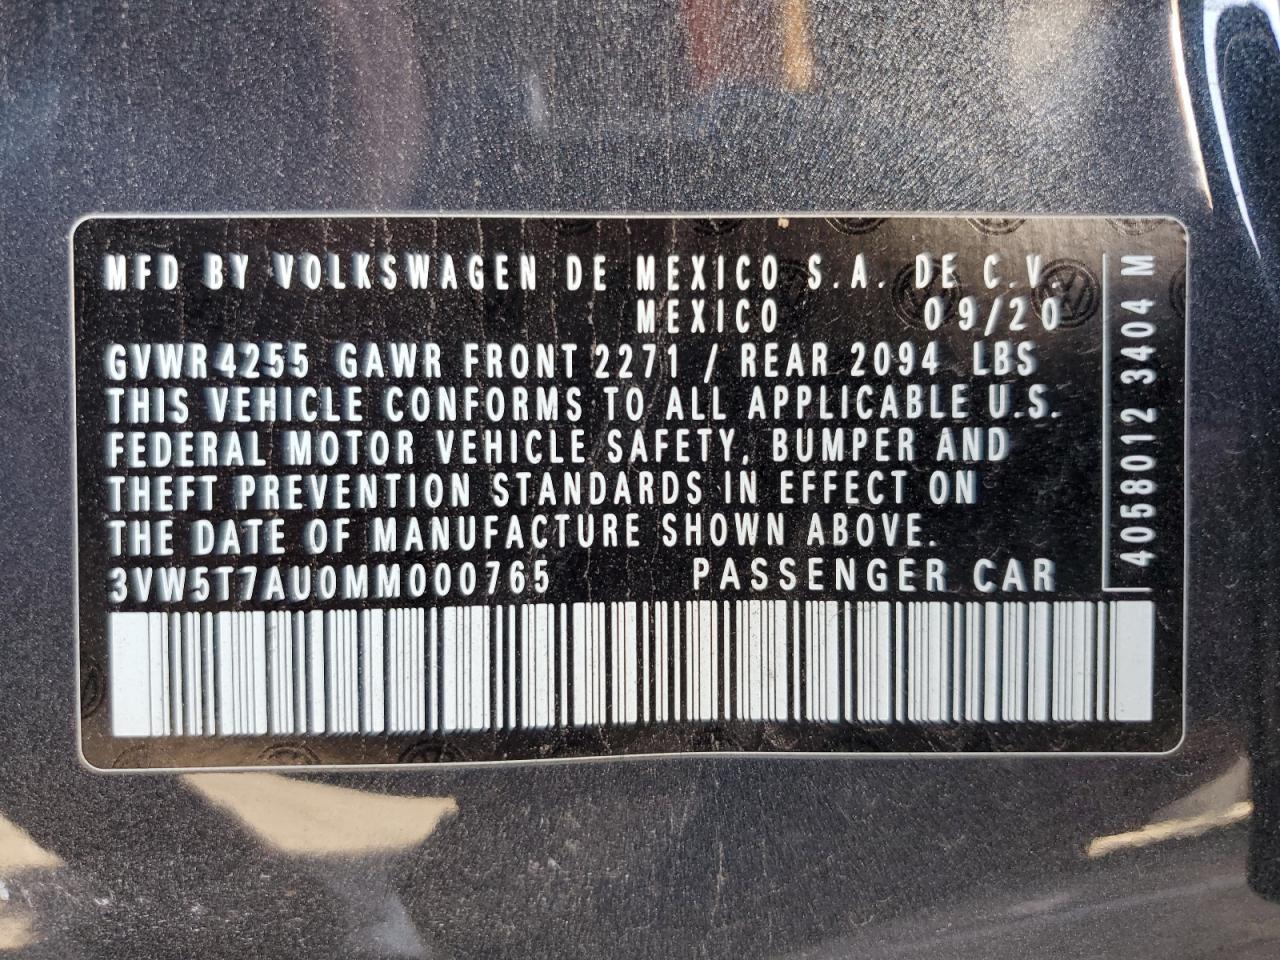 MFD BY VOLKSWAGEN DE MEXICO S.A. DE C.V.
MEXICO 09/20
GVWR 4255 GAWR FRONT 2271 / REAR 2094 LBS
THIS VEHICLE CONFORMS TO ALL APPLICABLE U.S.
FEDERAL MOTOR VEHICLE SAFETY, BUMPER AND
THEFT PREVENTION STANDARDS IN EFFECT ON
THE DATE OF MANUFACTURE SHOWN ABOVE.
3VW5T7AU0MM000765 PASSENGER CAR
4058012 3404 M